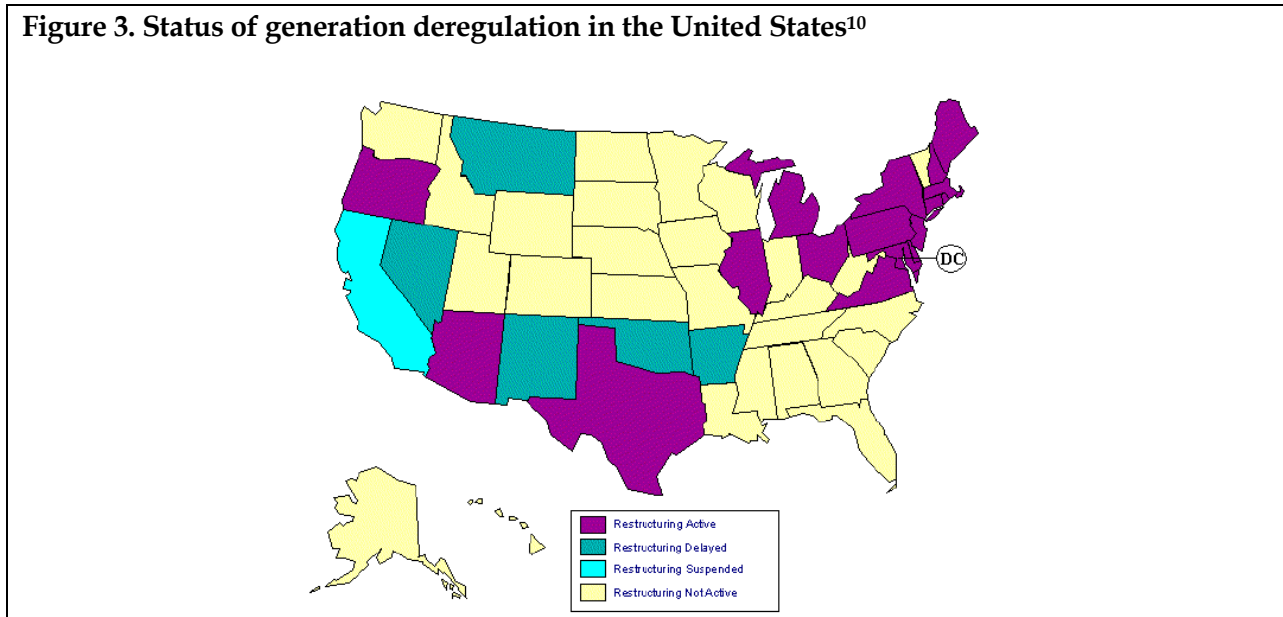 Figure 3. Status of generation deregulation in the United States¹⁰
DC
Restructuring Active
Restructuring Delayed
Restructuring Suspended
Restructuring Not Active